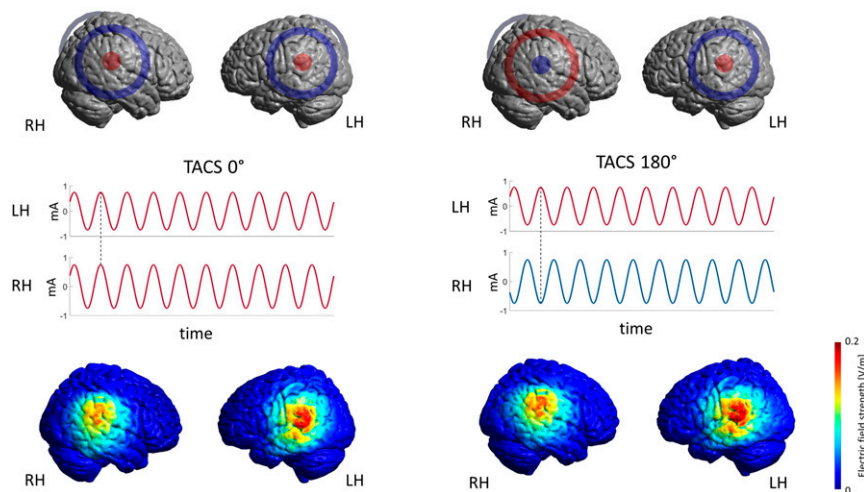 RH
LH
RH
LH
TACS 0°
TACS 180°
LH
mA
1
0
-1
LH
mA
1
0
-1
RH
mA
1
0
-1
RH
mA
1
0
-1
time
time
RH
LH
RH
LH
0.2
0
Electric field strength [V/m]